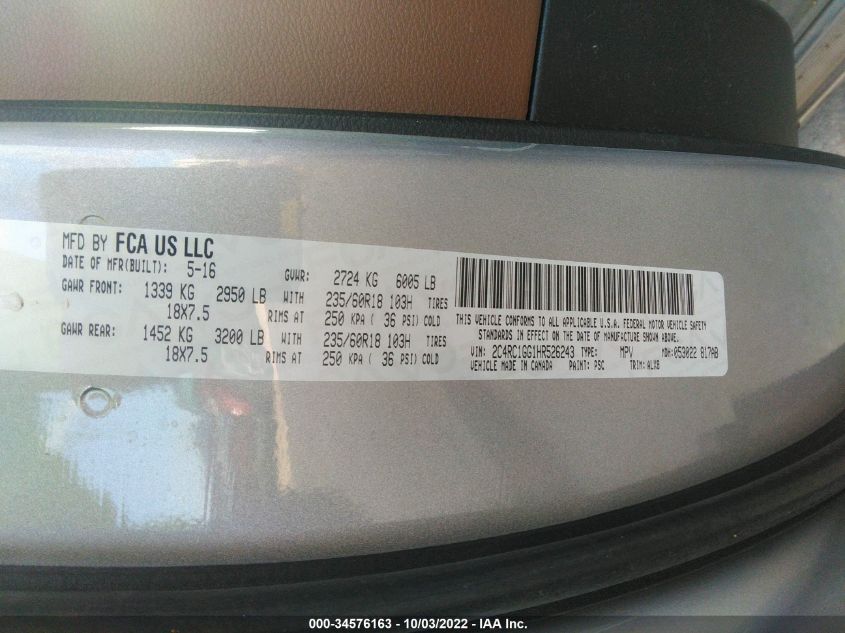 MFD BY FCA US LLC
DATE OF MFR(BUILT): 5-16 GVWR: 2724 KG 6005 LB
GAWR FRONT: 1339 KG 2950 LB WITH 235/60R18 103H TIRES
18X7.5 RIMS AT 250 KPA ( 36 PSI) COLD
GAWR REAR: 1452 KG 3200 LB WITH 235/60R18 103H TIRES
18X7.5 RIMS AT 250 KPA ( 36 PSI) COLD
THIS VEHICLE CONFORMS TO ALL APPLICABLE U.S.A. FEDERAL MOTOR VEHICLE SAFETY
STANDARDS IN EFFECT ON THE DATE OF MANUFACTURE SHOWN ABOVE.
VIN: 2C4RC1GG1HR526243 TYPE: MPV MDH: 053022 817AB
VEHICLE MADE IN CANADA PAINT: PSC TRIM:
000-34576163 - 10/03/2022 - IAA Inc.